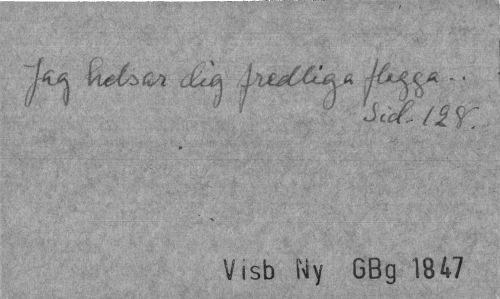 Jag helsar dig fredliga flagga..
Sid. 128.
Visb Ny GBg 1847